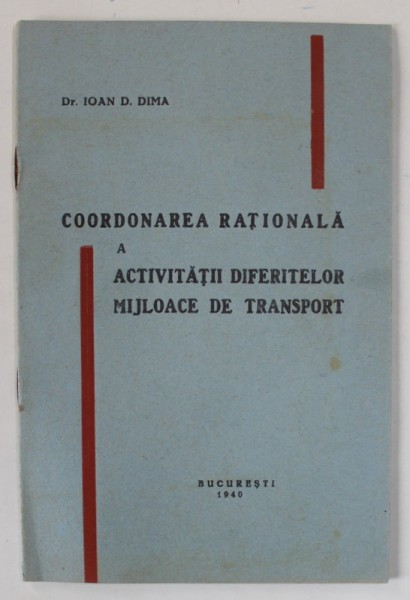 Dr. IOAN D. DIMA
COORDONAREA RAȚIONALĂ
A
ACTIVITĂȚII DIFERITELOR
MIJLOACE DE TRANSPORT
BUCUREȘTI
1940